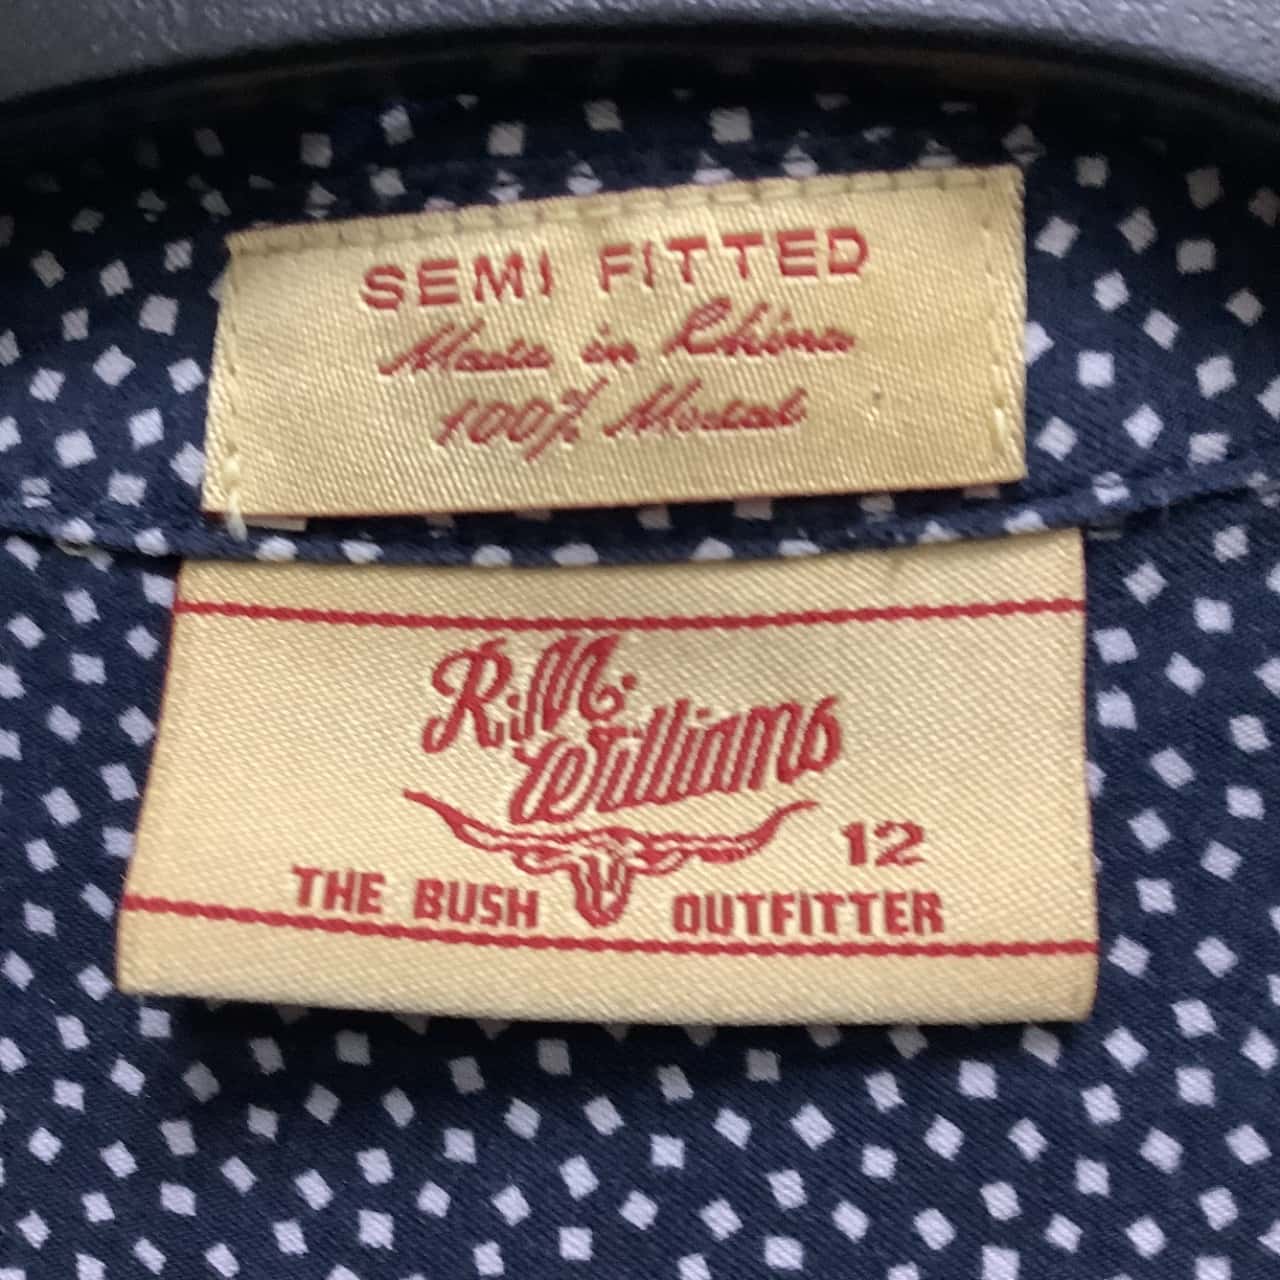 SEMI FITTED
Made in China
100% Modal
R.M.
Williams
12
THE BUSH OUTFITTER